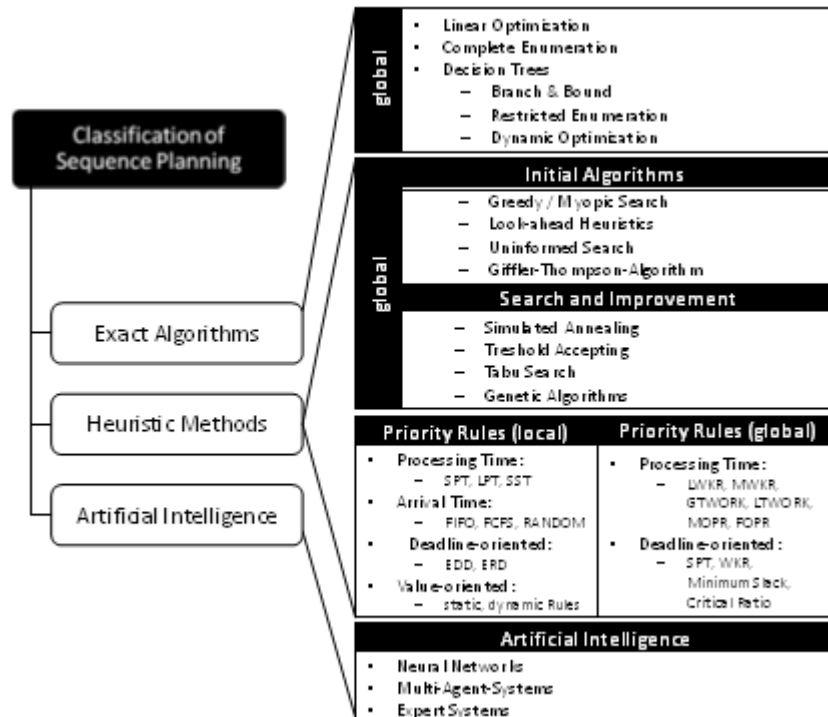 Classification of
Sequence Planning
Exact Algorithms
Heuristic Methods
Artificial Intelligence
global
• Linear Optimization
• Complete Enumeration
• Decision Trees
– Branch & Bound
– Restricted Enumeration
– Dynamic Optimization
global
Initial Algorithms
– Greedy / Myopic Search
– Look-ahead Heuristics
– Uninformed Search
– Giffler-Thompson-Algorithm
Search and Improvement
– Simulated Annealing
– Treshold Accepting
– Tabu Search
– Genetic Algorithms
Priority Rules (local)
• Processing Time:
– SPT, LPT, SST
• Arrival Time:
– FIFO, FCFS, RANDOM
• Deadline-oriented:
– EDD, ERD
• Value-oriented:
– static, dynamic Rules
Priority Rules (global)
• Processing Time:
– LWKR, MWKR,
GTWORK, LTWORK,
MOPR, FOPR
• Deadline-oriented:
– SPT, WKR,
Minimum Slack,
Critical Ratio
Artificial Intelligence
• Neural Networks
• Multi-Agent-Systems
• Expert Systems